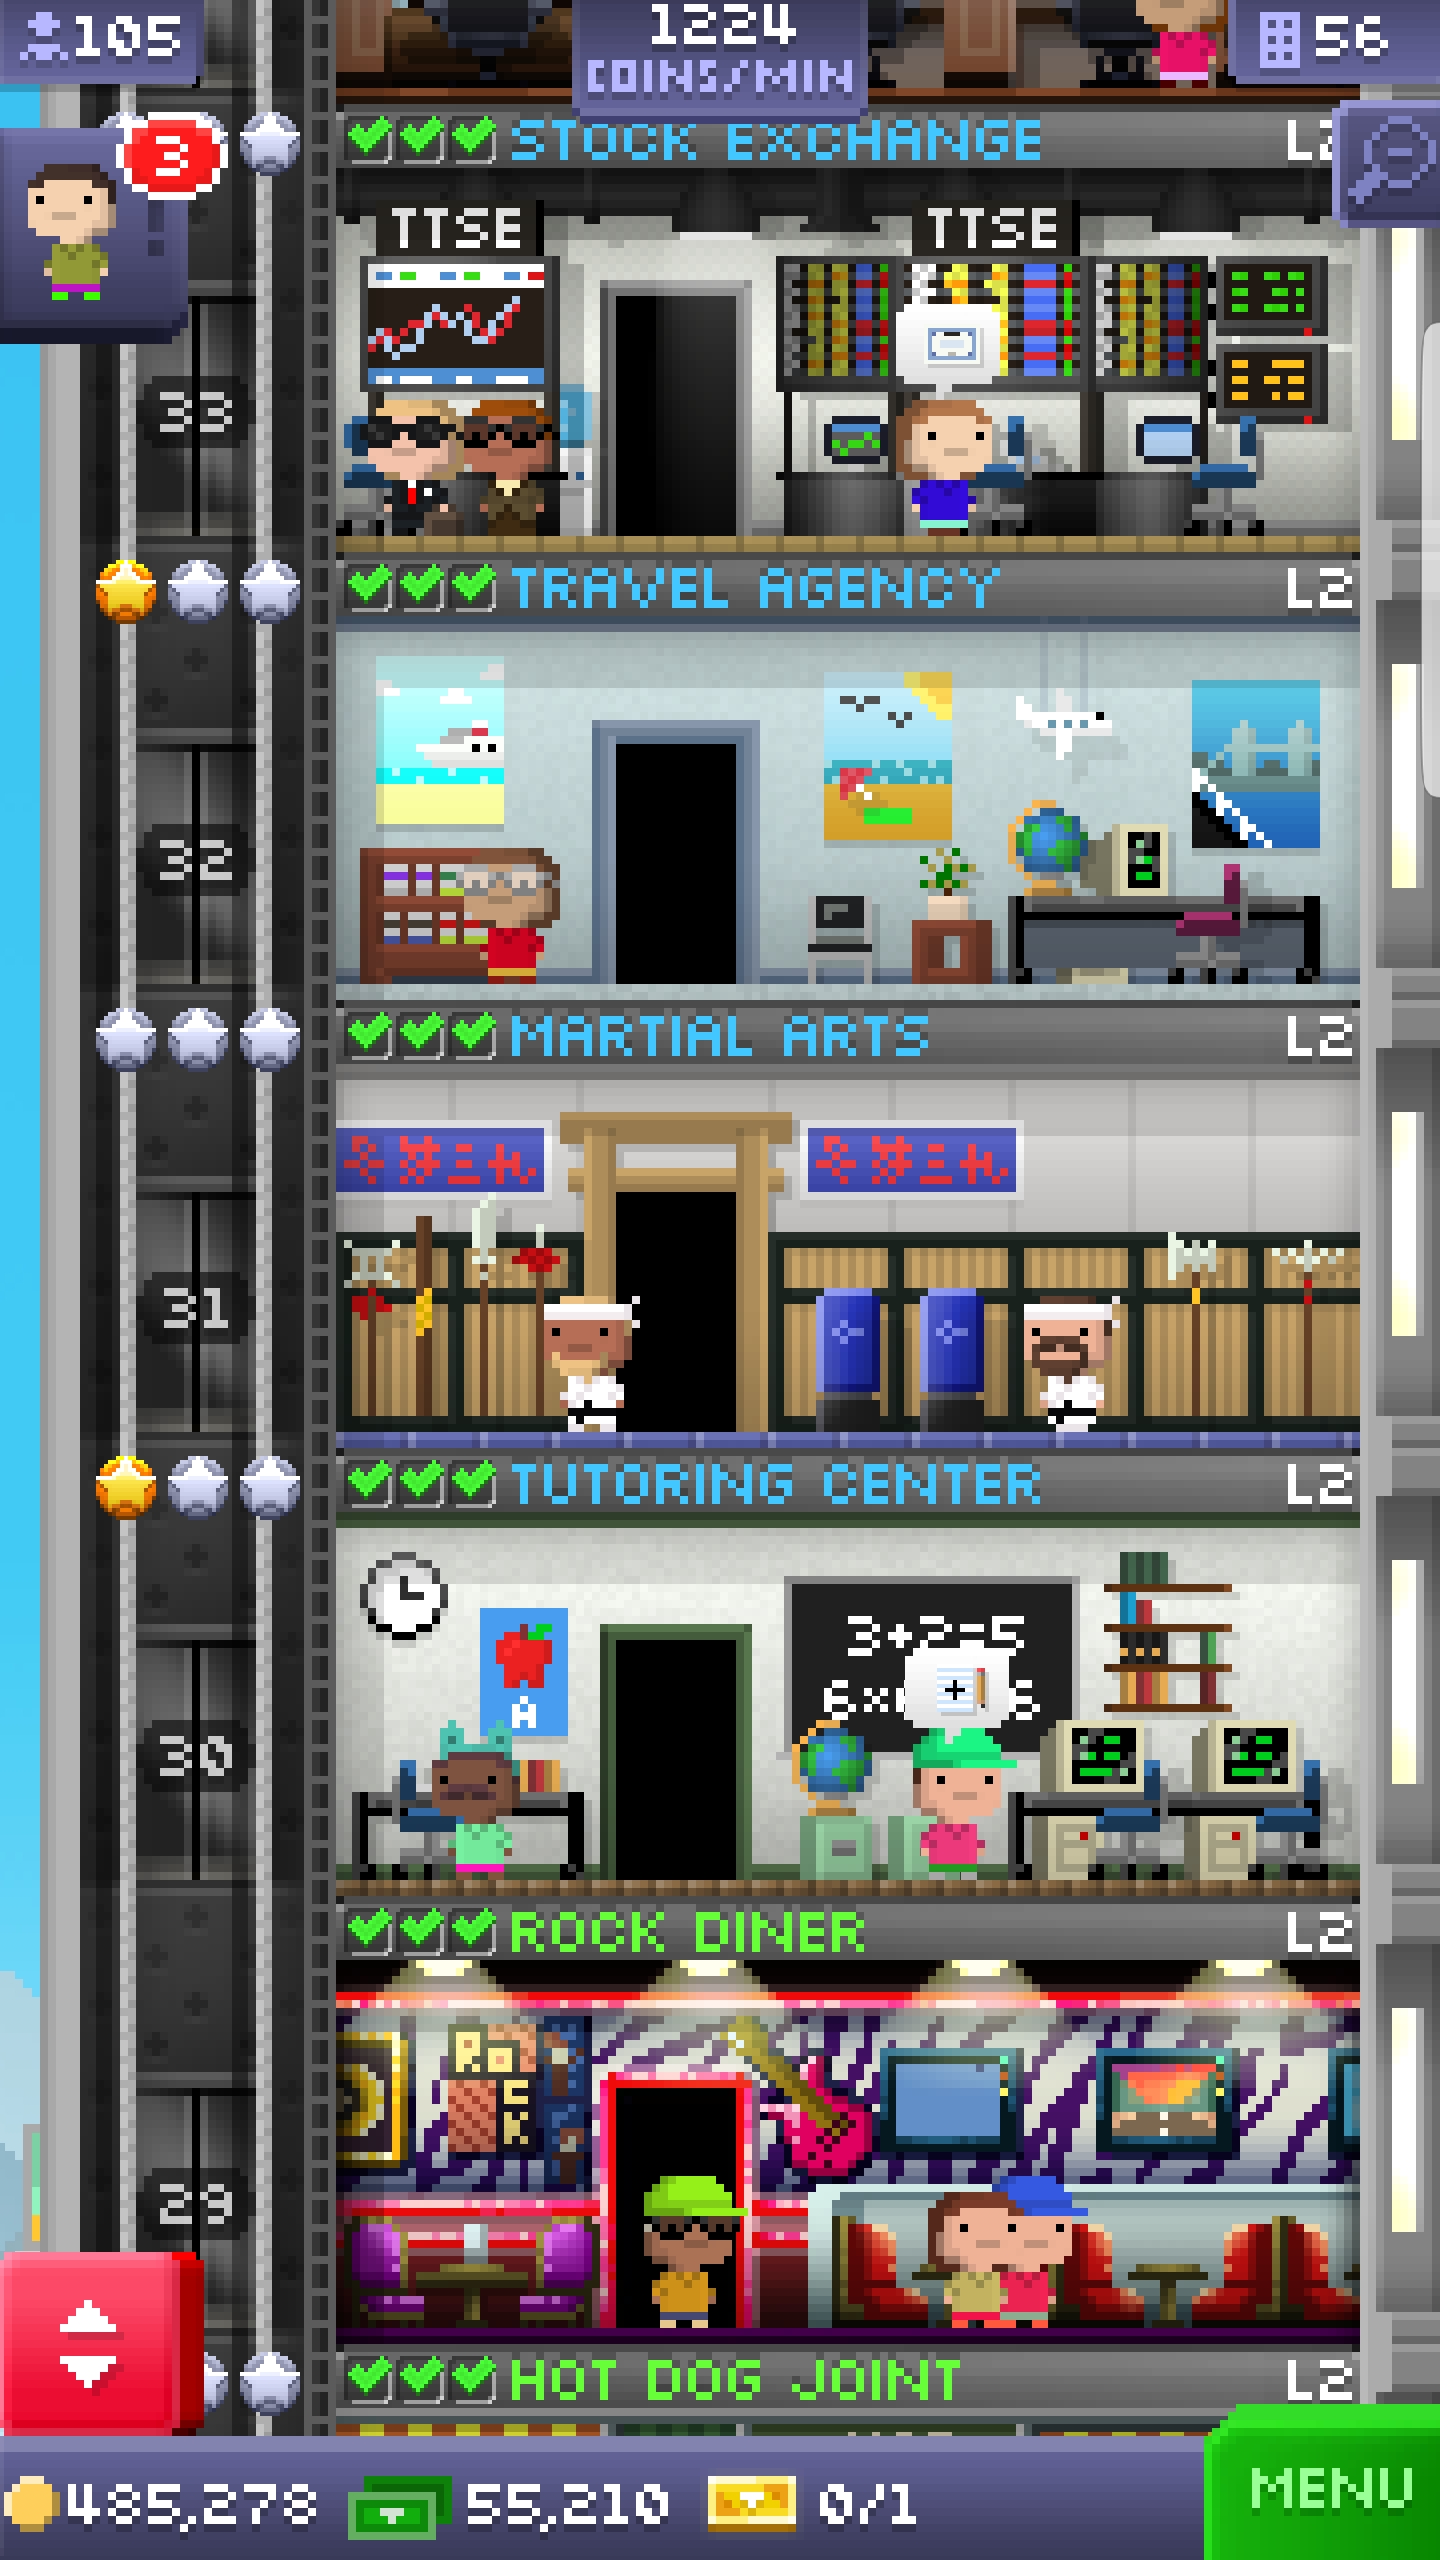 105
1224
COINS/MIN
56
3
STOCK EXCHANGE
TTSE
TTSE
33
TRAVEL AGENCY L2
32
MARTIAL ARTS L2
31
TUTORING CENTER L2
3+2=5
A
30
ROCK DINER L2
ROCK
29
HOT DOG JOINT L2
485,278 55,210 0/1
MENU